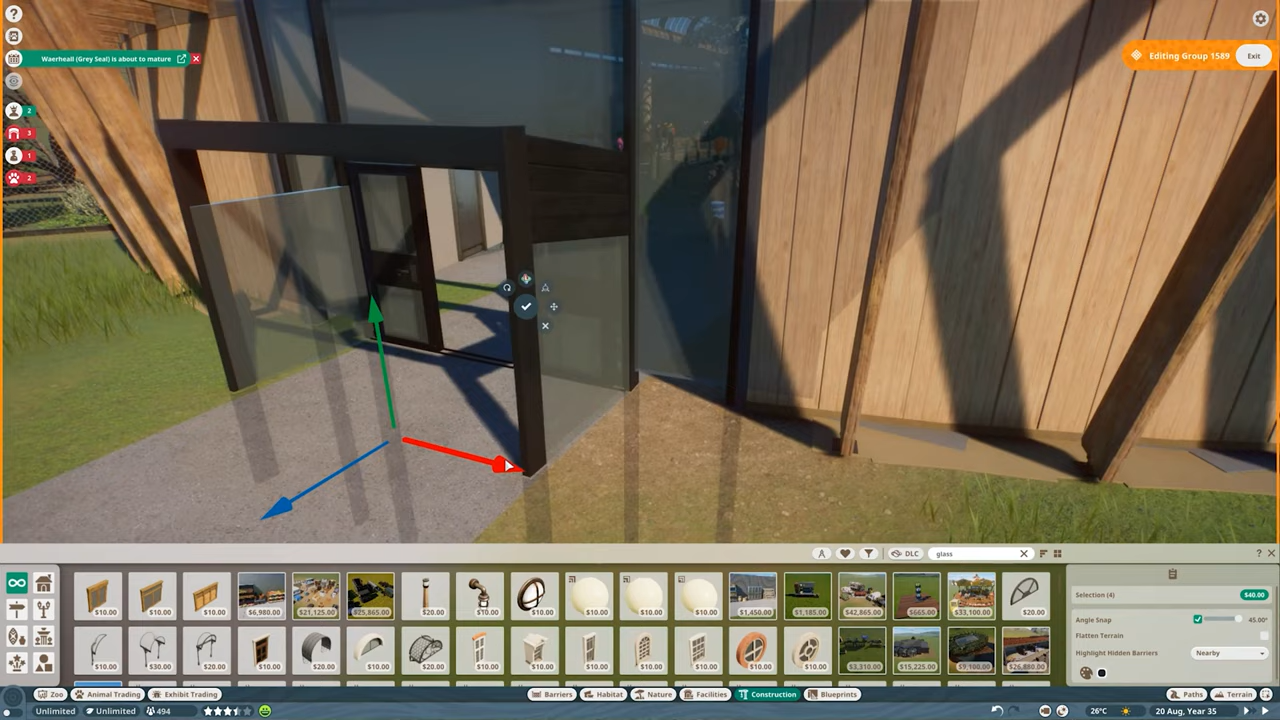 ?
Waerheall (Grey Seal) is about to mature
Editing Group 1589
Exit
2
3
1
2
DLC
glass
?
$10.00
$10.00
$10.00
$6,980.00
$21,125.00
$25,865.00
$20.00
$10.00
$10.00
$10.00
$10.00
$10.00
$1,450.00
$1,185.00
$42,865.00
$665.00
$33,100.00
$20.00
Selection (4)
$40.00
Angle Snap
45.00°
Flatten Terrain
Highlight Hidden Barriers
Nearby
$10.00
$30.00
$10.00
$10.00
$20.00
$10.00
$20.00
$10.00
$10.00
$10.00
$10.00
$10.00
$10.00
$10.00
$3,310.00
$15,225.00
$9,100.00
$26,880.00
Zoo
Animal Trading
Exhibit Trading
Barriers
Habitat
Nature
Facilities
Construction
Blueprints
Paths
Terrain
Unlimited
Unlimited
494
26°C
20 Aug, Year 35